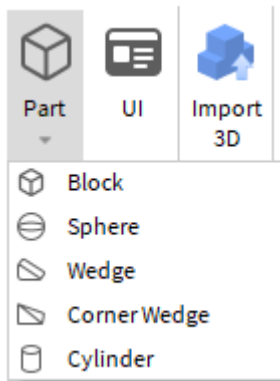 Part
UI
Import
3D
Block
Sphere
Wedge
Corner Wedge
Cylinder